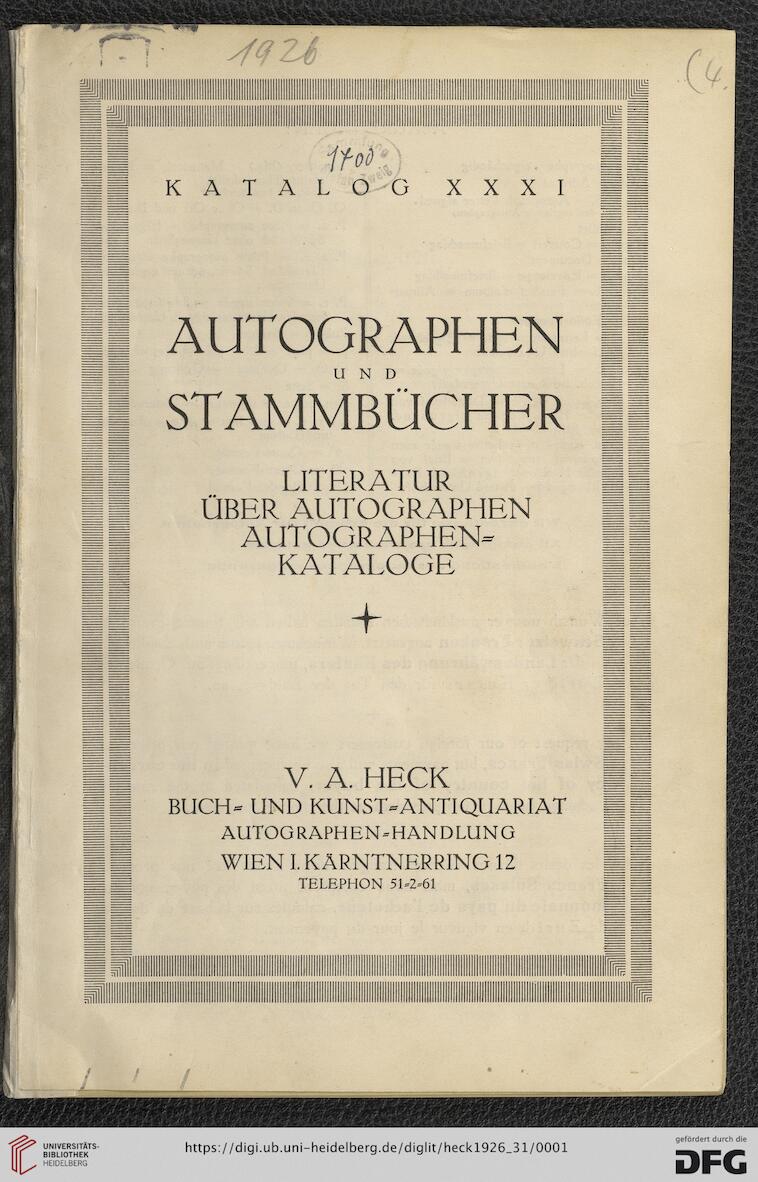 1926
(4.
1700
Zweig
KATALOG XXXI
AUTOGRAPHEN
UND
STAMMBÜCHER
LITERATUR
ÜBER AUTOGRAPHEN
AUTOGRAPHEN=
KATALOGE
V. A. HECK
BUCH= UND KUNST=ANTIQUARIAT
AUTOGRAPHEN=HANDLUNG
WIEN I. KÄRNTNERRING 12
TELEPHON 51=2=61
UNIVERSITÄTS-
BIBLIOTHEK
HEIDELBERG
https://digi.ub.uni-heidelberg.de/diglit/heck1926_31/0001
gefördert durch die
DFG